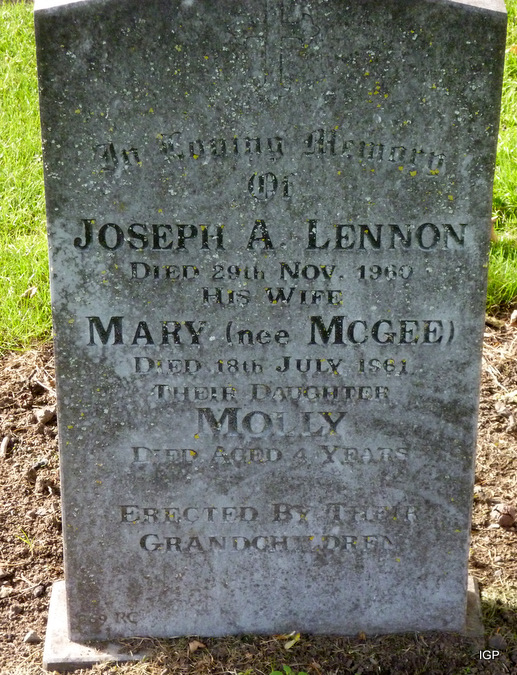 In Loving Memory
Of
JOSEPH A. LENNON
DIED 29th NOV. 1960
HIS WIFE
MARY (nee MCGEE)
DIED 18th JULY 1961
THEIR DAUGHTER
MOLLY
DIED AGED 4 YEARS
ERECTED BY THEIR
GRANDCHILDREN
RC
IGP